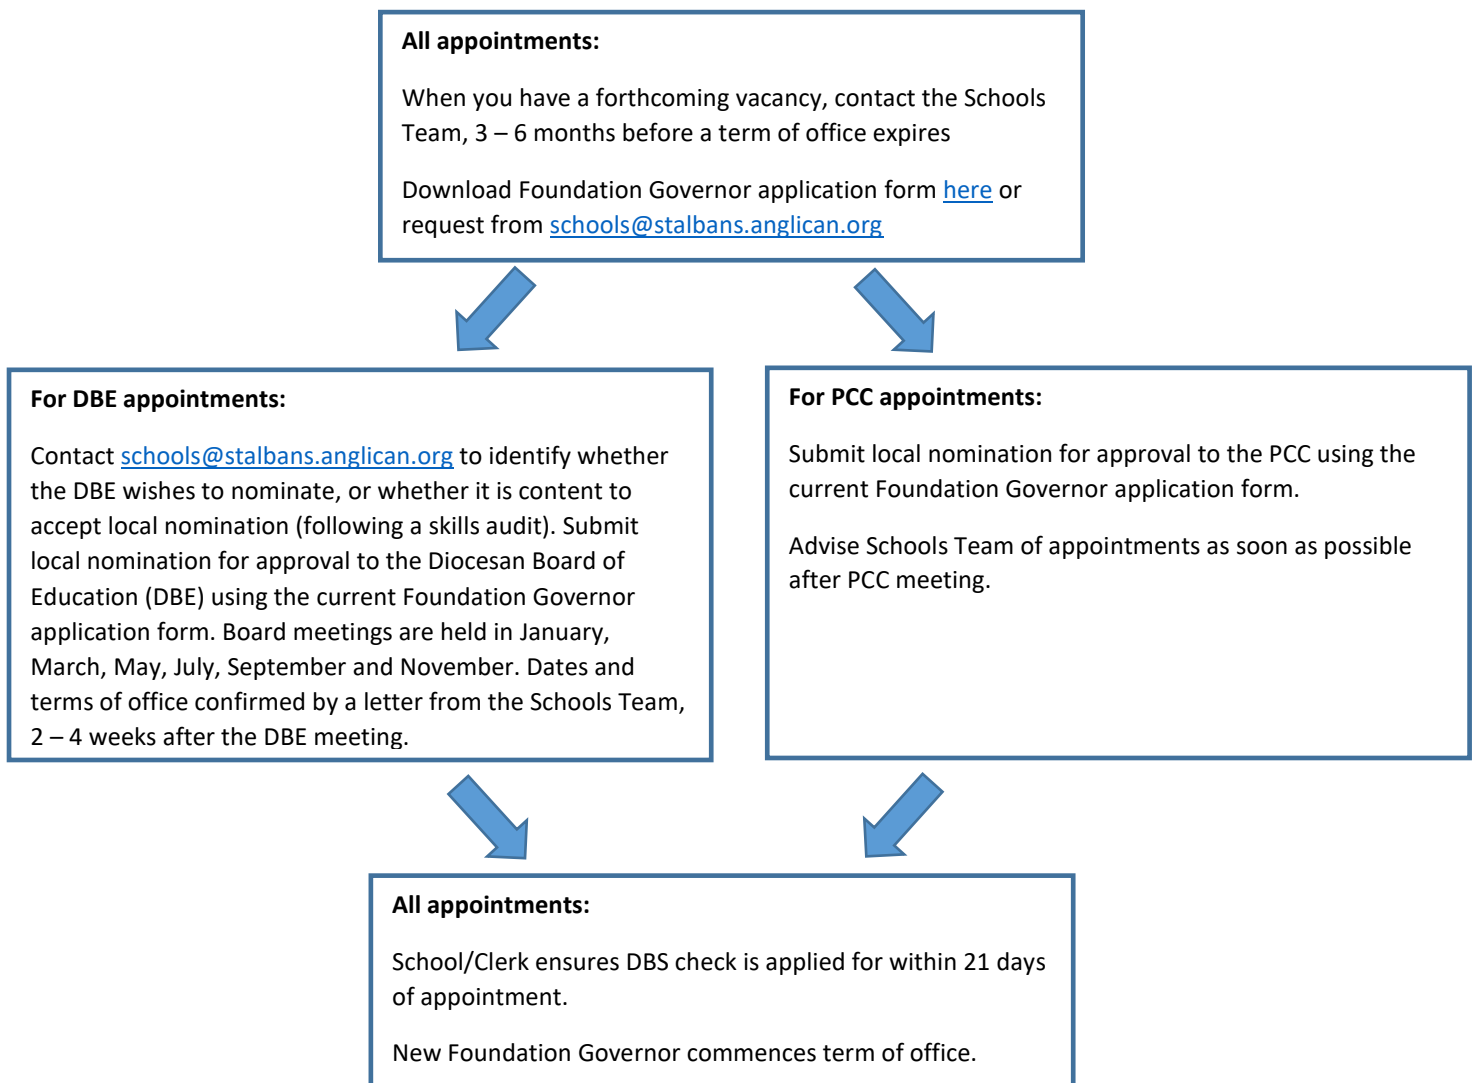 All appointments:
When you have a forthcoming vacancy, contact the Schools
Team, 3 – 6 months before a term of office expires
Download Foundation Governor application form here or
request from schools@stalbans.anglican.org
For DBE appointments:
Contact schools@stalbans.anglican.org to identify whether
the DBE wishes to nominate, or whether it is content to
accept local nomination (following a skills audit). Submit
local nomination for approval to the Diocesan Board of
Education (DBE) using the current Foundation Governor
application form. Board meetings are held in January,
March, May, July, September and November. Dates and
terms of office confirmed by a letter from the Schools Team,
2 – 4 weeks after the DBE meeting.
For PCC appointments:
Submit local nomination for approval to the PCC using the
current Foundation Governor application form.
Advise Schools Team of appointments as soon as possible
after PCC meeting.
All appointments:
School/Clerk ensures DBS check is applied for within 21 days
of appointment.
New Foundation Governor commences term of office.